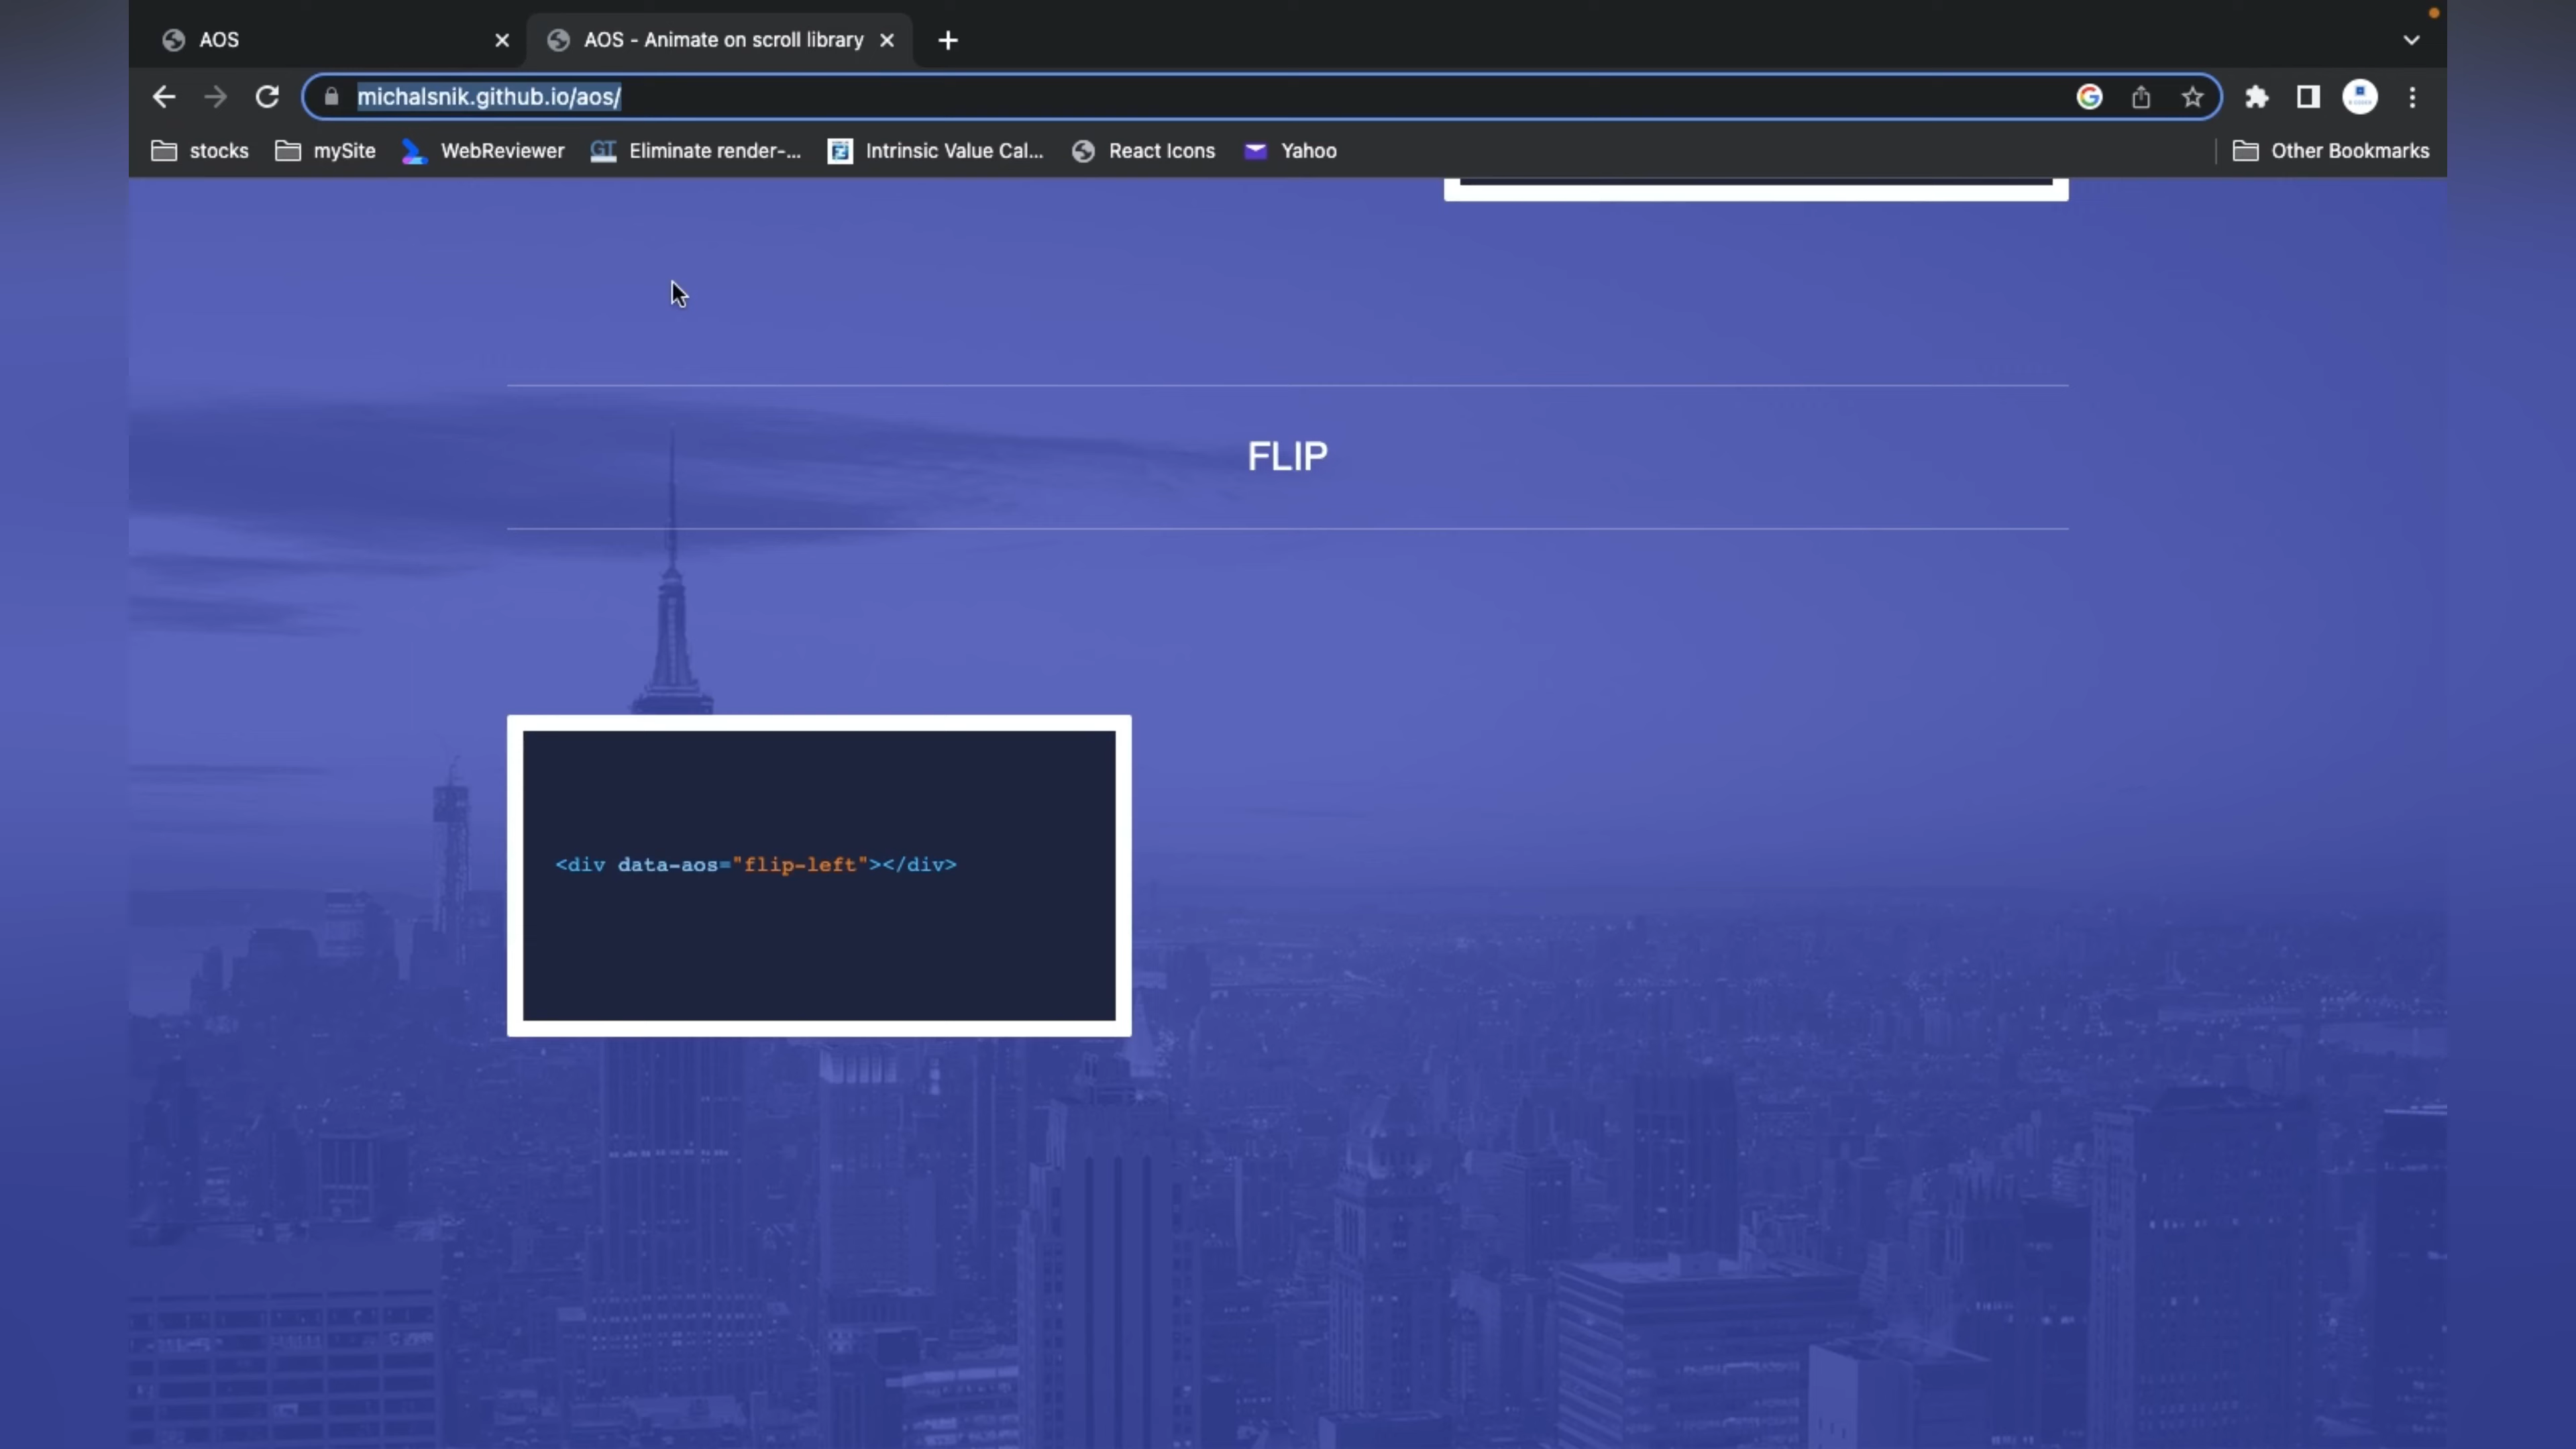 AOS
AOS - Animate on scroll library
michalsnik.github.io/aos/
stocks
mySite
WebReviewer
GT
Eliminate render-...
Intrinsic Value Cal...
React Icons
Yahoo
Other Bookmarks
FLIP
<div data-aos="flip-left"></div>